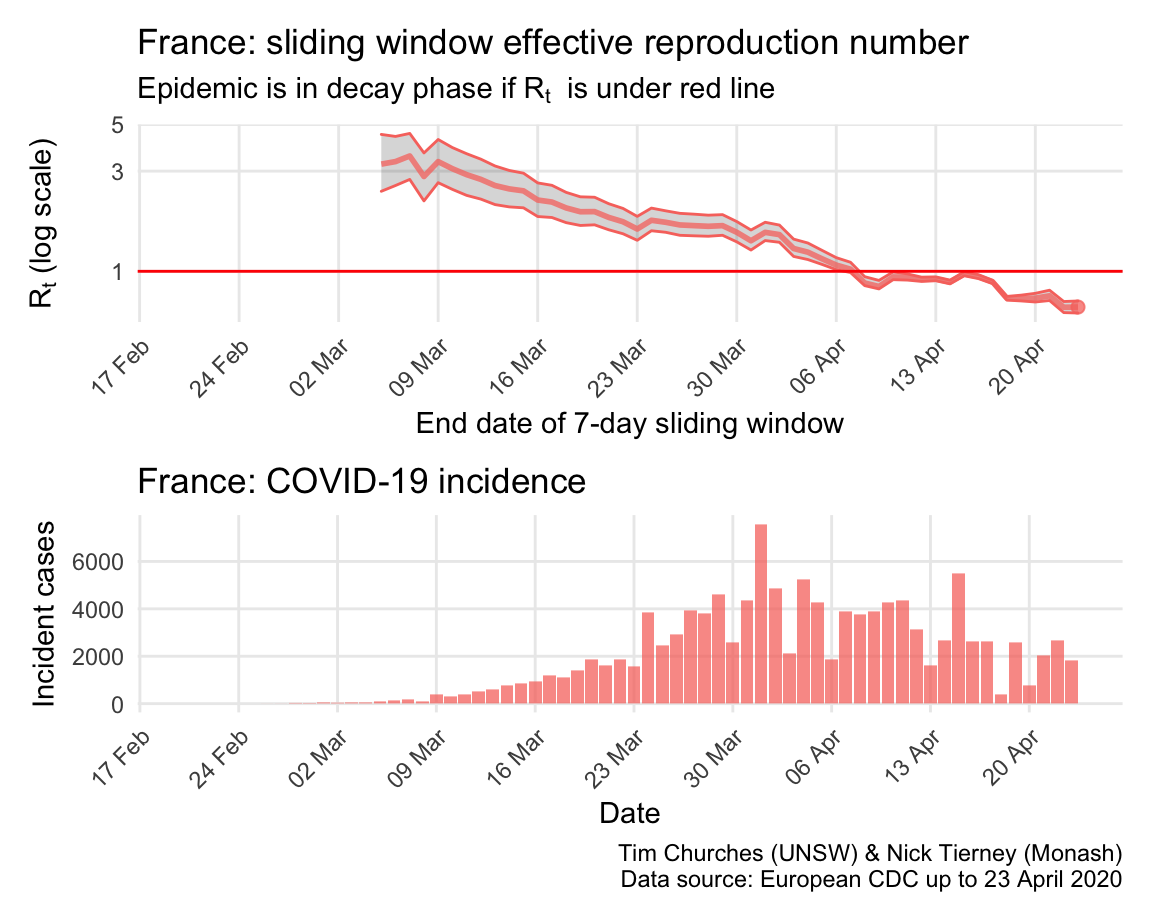 France: sliding window effective reproduction number
Epidemic is in decay phase if Rt is under red line
Rt (log scale)
5
3
1
17 Feb
24 Feb
02 Mar
09 Mar
16 Mar
23 Mar
30 Mar
06 Apr
13 Apr
20 Apr
End date of 7-day sliding window
France: COVID-19 incidence
Incident cases
6000
4000
2000
0
17 Feb
24 Feb
02 Mar
09 Mar
16 Mar
23 Mar
30 Mar
06 Apr
13 Apr
20 Apr
Date
Tim Churches (UNSW) & Nick Tierney (Monash)
Data source: European CDC up to 23 April 2020